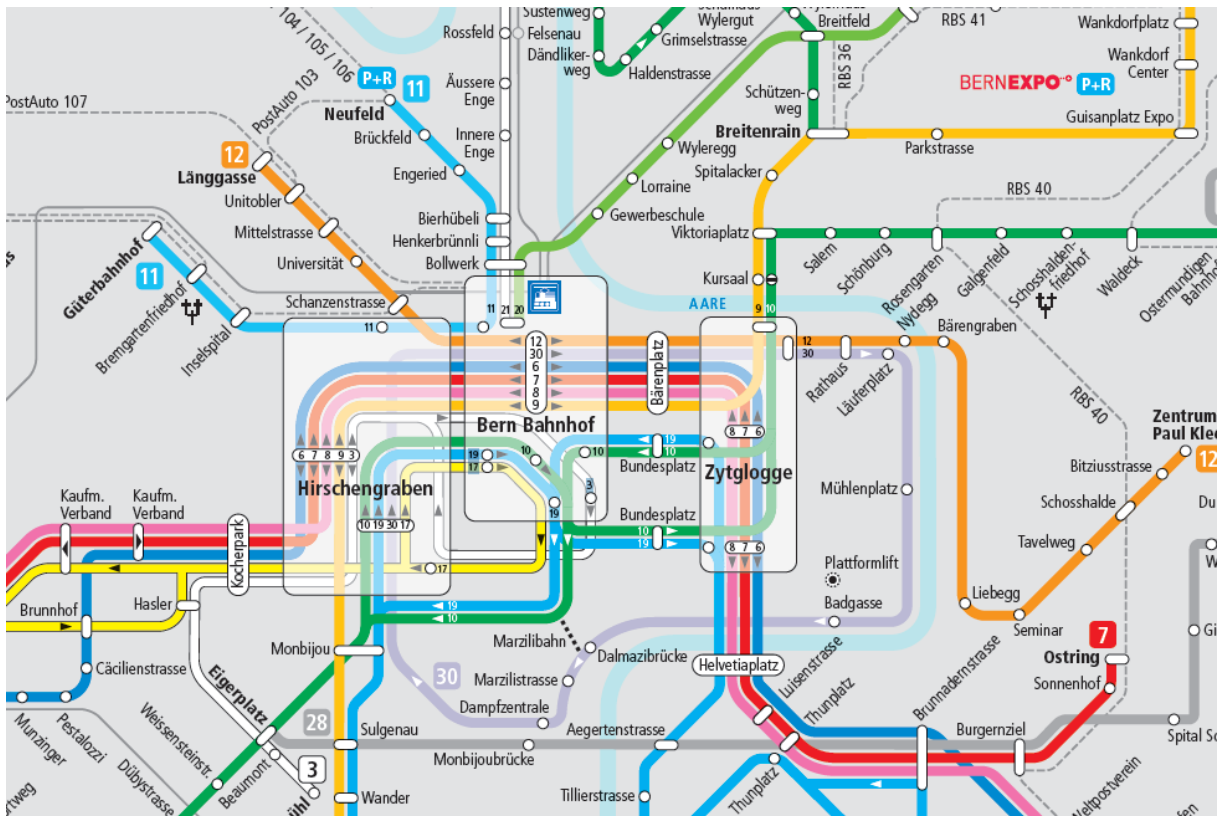 104 / 105 / 106
PostAuto 107
PostAuto 103
P+R
11
Neufeld
Brückfeld
Engeried
12
Länggasse
Unitobler
Mittelstrasse
Universität
Schanzenstrasse
Güterbahnhof
11
Bremgartenfriedhof
Inselspital
Rossfeld
Felsenau
Äussere
Enge
Innere
Enge
Bierhübeli
Henkerbrünnli
Bollwerk
Sustenweg
Dändliker-
weg
Wylergut
Grimselstrasse
Haldenstrasse
Breitfeld
RBS 41
RBS 36
Schützen-
weg
Breitenrain
Wyleregg
Lorraine
Gewerbeschule
Spitalacker
Viktoriaplatz
Kursaal
Parkstrasse
Wankdorfplatz
Wankdorf
Center
BERNEXPO
P+R
Guisanplatz Expo
RBS 40
Salem
Schönburg
Rosengarten
Galgenfeld
Schosshalden-
friedhof
Waldeck
Ostermundigen
Bahnhof
AARE
11
21
20
9
10
11
12
30
6
7
8
9
Bärenplatz
12
30
Rathaus
Nydegg
Läuferplatz
Bärengraben
RBS 40
Bern Bahnhof
6
7
8
9
3
Hirschengraben
19
17
10
10
3
19
19
10
Bundesplatz
8
7
6
Zytglogge
Bundesplatz
10
19
8
7
6
10
19
30
17
17
Kaufm.
Verband
Kaufm.
Verband
Kocherpark
Brunnhof
Hasler
Cäcilienstrasse
Munzinger
Pestalozzi
Dübystrasse
Weissensteinstr.
Eigerplatz
Beaumont
3
28
Monbijou
Sulgenau
Wander
19
10
Marzilibahn
Dalmazibrücke
Marzilistrasse
30
Dampfzentrale
Monbijoubrücke
Aegertenstrasse
Tillierstrasse
Helvetiaplatz
Luisenstrasse
Thunplatz
Thunplatz
Brunnadernstrasse
Burgernziel
Weltpostverein
Mühlenplatz
Plattformlift
Badgasse
Liebegg
Seminar
Tavelweg
Schosshalde
Bitziusstrasse
Zentrum
Paul Klee
12
7
Ostring
Sonnenhof
Spital